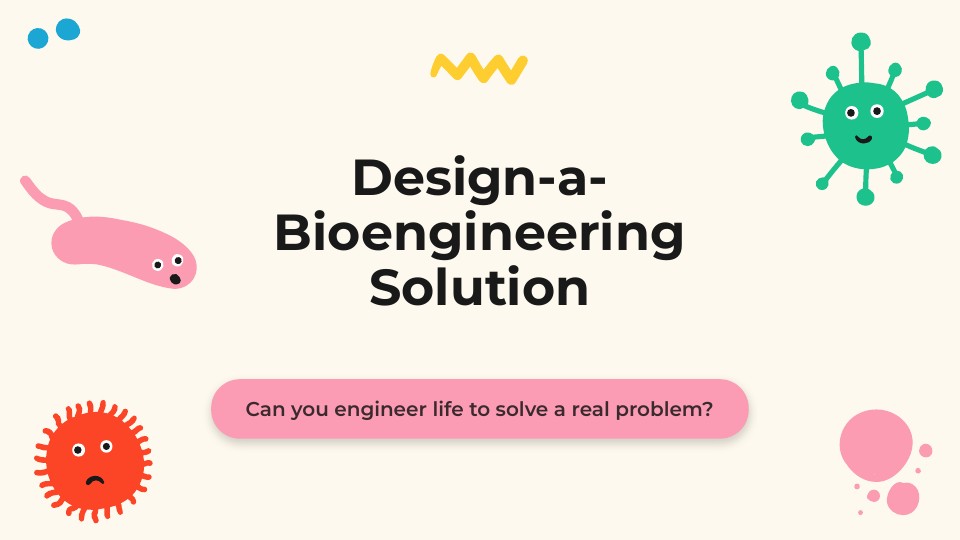 Design-a-
Bioengineering
Solution
Can you engineer life to solve a real problem?